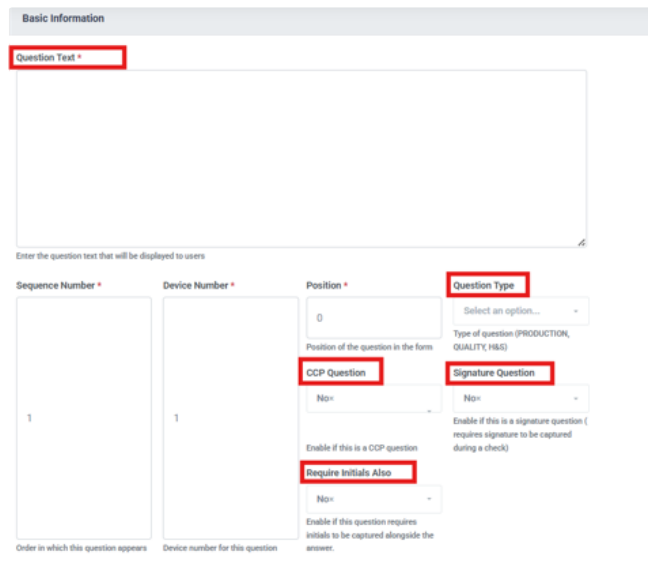 Basic Information
Question Text *
Enter the question text that will be displayed to users
Sequence Number *
1
Order in which this question appears
Device Number *
1
Device number for this question
Position *
0
Position of the question in the form
Question Type
Select an option...
Type of question (PRODUCTION,
QUALITY, H&S)
CCP Question
No×
Enable if this is a CCP question
Signature Question
No×
Enable if this is a signature question (
requires signature to be captured
during a check)
Require Initials Also
No×
Enable if this question requires
initials to be captured alongside the
answer.